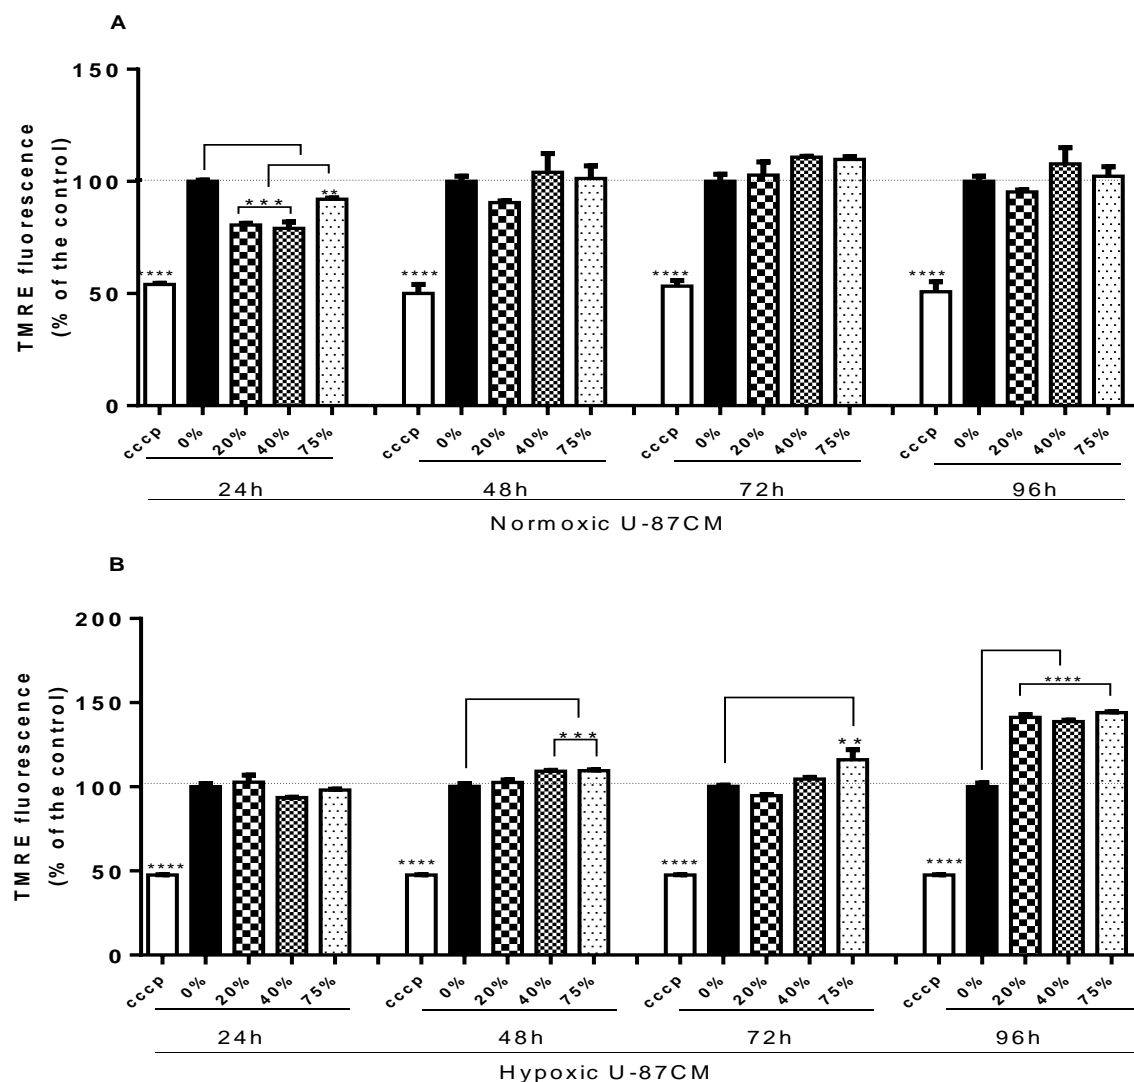 A
150
100
50
0
TMRE fluorescence
(% of the control)
****
***
**
****
****
****
cccp 0% 20% 40% 75% cccp 0% 20% 40% 75% cccp 0% 20% 40% 75% cccp 0% 20% 40% 75%
24h 48h 72h 96h
Normoxic U-87CM
B
200
150
100
50
0
TMRE fluorescence
(% of the control)
****
****
***
****
**
****
****
cccp 0% 20% 40% 75% cccp 0% 20% 40% 75% cccp 0% 20% 40% 75% cccp 0% 20% 40% 75%
24h 48h 72h 96h
Hypoxic U-87CM